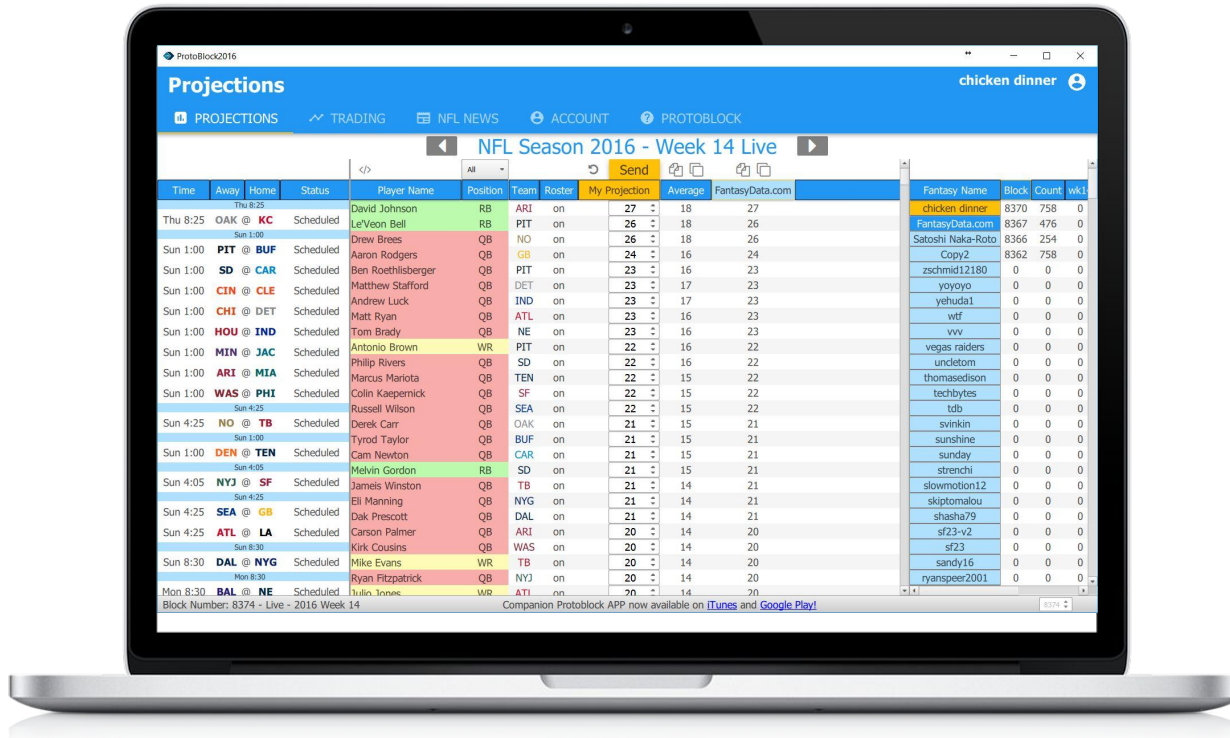 ProtoBlock2016
Projections
chicken dinner
PROJECTIONS TRADING NFL NEWS ACCOUNT PROTOBLOCK
NFL Season 2016 - Week 14 Live
</> All Send
Time Away Home Status
Thu 8:25
Thu 8:25 OAK @ KC Scheduled
Sun 1:00
Sun 1:00 PIT @ BUF Scheduled
Sun 1:00 SD @ CAR Scheduled
Sun 1:00 CIN @ CLE Scheduled
Sun 1:00 CHI @ DET Scheduled
Sun 1:00 HOU @ IND Scheduled
Sun 1:00 MIN @ JAC Scheduled
Sun 1:00 ARI @ MIA Scheduled
Sun 1:00 WAS @ PHI Scheduled
Sun 4:25
Sun 4:25 NO @ TB Scheduled
Sun 1:00
Sun 1:00 DEN @ TEN Scheduled
Sun 4:05
Sun 4:05 NYJ @ SF Scheduled
Sun 4:25
Sun 4:25 SEA @ GB Scheduled
Sun 4:25 ATL @ LA Scheduled
Sun 8:30
Sun 8:30 DAL @ NYG Scheduled
Mon 8:30
Mon 8:30 BAL @ NE Scheduled
Player Name Position Team Roster My Projection Average FantasyData.com
David Johnson RB ARI on 27 18 27
Le'Veon Bell RB PIT on 26 18 26
Drew Brees QB NO on 26 18 26
Aaron Rodgers QB GB on 24 16 24
Ben Roethlisberger QB PIT on 23 16 23
Matthew Stafford QB DET on 23 17 23
Andrew Luck QB IND on 23 17 23
Matt Ryan QB ATL on 23 16 23
Tom Brady QB NE on 23 16 23
Antonio Brown WR PIT on 22 16 22
Philip Rivers QB SD on 22 16 22
Marcus Mariota QB TEN on 22 15 22
Colin Kaepernick QB SF on 22 15 22
Russell Wilson QB SEA on 22 15 22
Derek Carr QB OAK on 21 15 21
Tyrod Taylor QB BUF on 21 15 21
Cam Newton QB CAR on 21 15 21
Melvin Gordon RB SD on 21 15 21
Jameis Winston QB TB on 21 14 21
Eli Manning QB NYG on 21 14 21
Dak Prescott QB DAL on 21 14 21
Carson Palmer QB ARI on 20 14 20
Kirk Cousins QB WAS on 20 14 20
Mike Evans WR TB on 20 14 20
Ryan Fitzpatrick QB NYJ on 20 14 20
Julio Jones WR ATL on 20 14 20
Fantasy Name Block Count wk1-
chicken dinner 8370 758 0
FantasyData.com 8367 476 0
Satoshi Naka-Roto 8366 254 0
Copy2 8362 758 0
zschmid12180 0 0 0
yoyoyo 0 0 0
yehuda1 0 0 0
wtf 0 0 0
vvv 0 0 0
vegas raiders 0 0 0
uncletom 0 0 0
thomasedison 0 0 0
techbytes 0 0 0
tdb 0 0 0
svinkin 0 0 0
sunshine 0 0 0
sunday 0 0 0
strenchi 0 0 0
slowmotion12 0 0 0
skiptomalou 0 0 0
shasha79 0 0 0
sf23-v2 0 0 0
sf23 0 0 0
sandy16 0 0 0
ryanspeer2001 0 0 0
Block Number: 8374 - Live - 2016 Week 14 Companion Protoblock APP now available on iTunes and Google Play! 8374